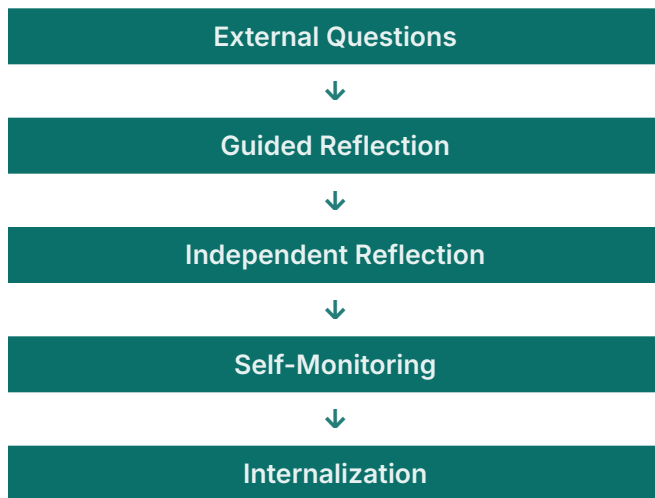 External Questions
↓
Guided Reflection
↓
Independent Reflection
↓
Self-Monitoring
↓
Internalization